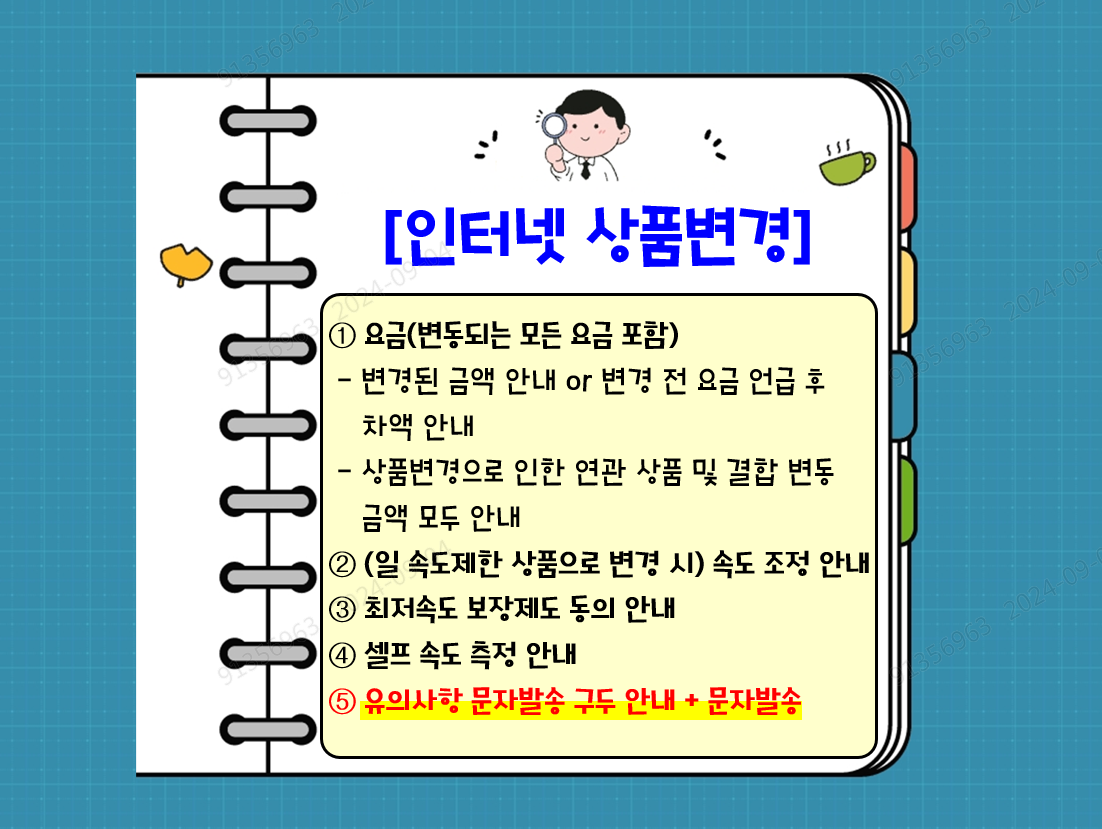 [인터넷 상품변경]
① 요금(변동되는 모든 요금 포함)
- 변경된 금액 안내 or 변경 전 요금 언급 후
차액 안내
- 상품변경으로 인한 연관 상품 및 결합 변동
금액 모두 안내
② (일 속도제한 상품으로 변경 시) 속도 조정 안내
③ 최저속도 보장제도 동의 안내
④ 셀프 속도 측정 안내
⑤ 유의사항 문자발송 구두 안내 + 문자발송
91356963 2024-09-04